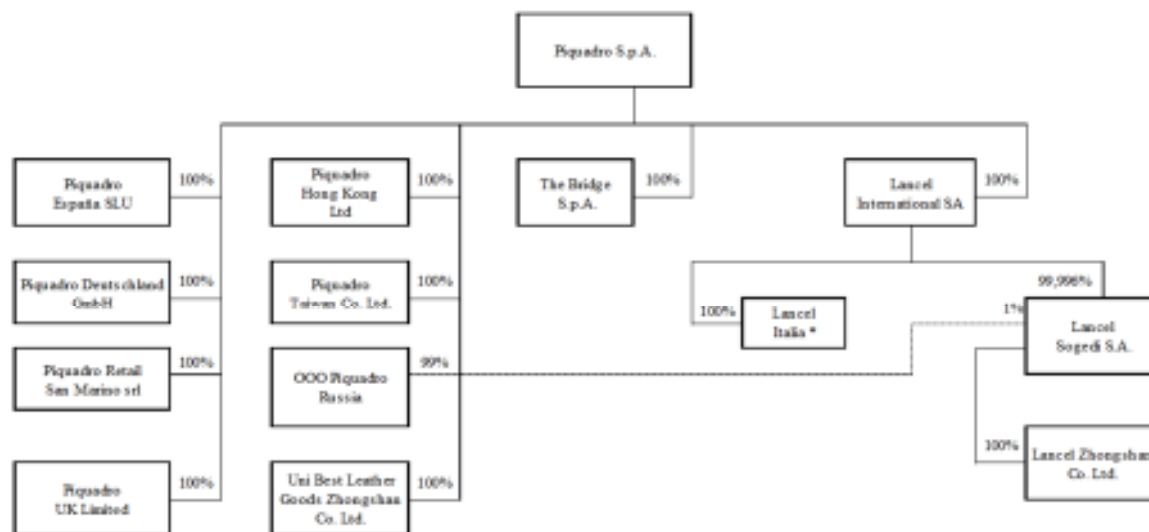 Piquadro S.p.A.
Piquadro
España SLU
100%
Piquadro
Hong Kong
Ltd
100%
The Bridge
S.p.A.
100%
Lancel
International SA
100%
Piquadro Deutschland
GmbH
100%
Piquadro
Taiwan Co. Ltd.
100%
100%
Lancel
Italia *
99,996%
1%
Lancel
Sogedi S.A.
Piquadro Retail
San Marino srl
100%
OOO Piquadro
Russia
99%
Piquadro
UK Limited
100%
Uni Best Leather
Goods Zhongshan
Co. Ltd.
100%
100%
Lancel Zhongshan
Co. Ltd.